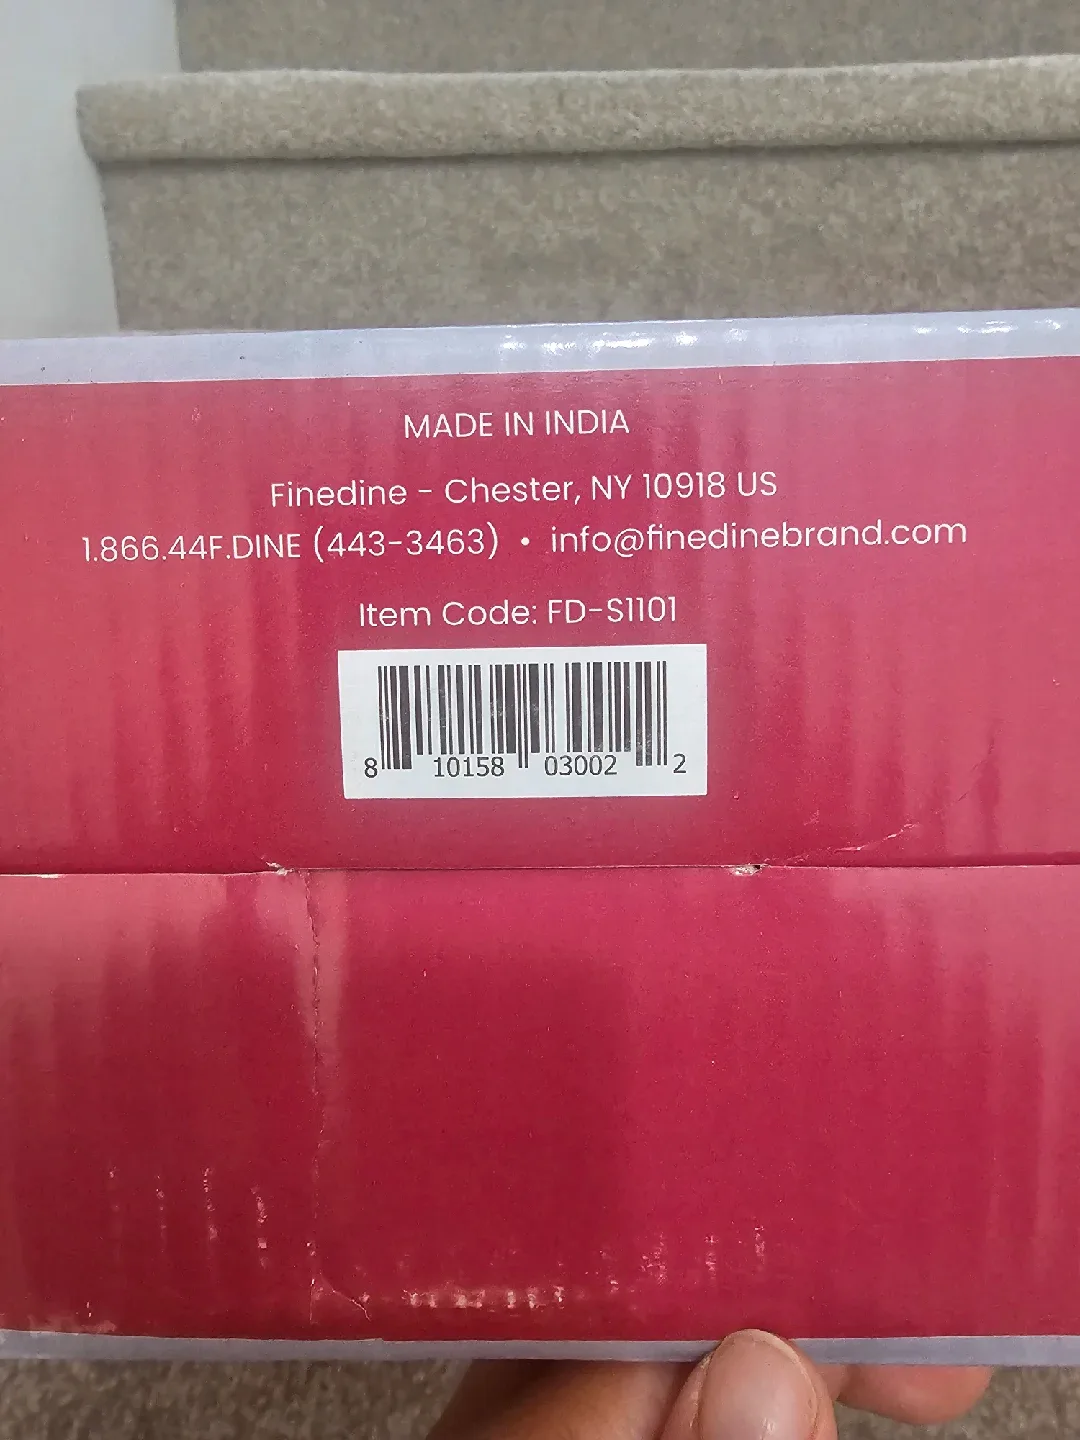 MADE IN INDIA
Finedine - Chester, NY 10918 US
1.866.44F.DINE (443-3463) • info@finedinebrand.com
Item Code: FD-S1101
8 10158 03002 2